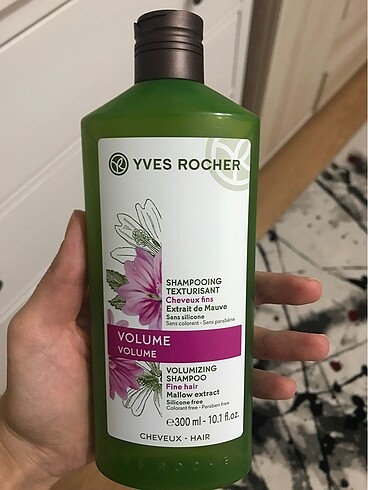 YVES ROCHER
SHAMPOOING
TEXTURISANT
Cheveux fins
Extrait de Mauve
Sans silicone
Sans colorant - Sans parabène
VOLUME
VOLUME
VOLUMIZING
SHAMPOO
Fine hair
Mallow extract
Silicone free
Colorant free - Paraben free
℮300 ml - 10.1 fl.oz.
CHEVEUX • HAIR